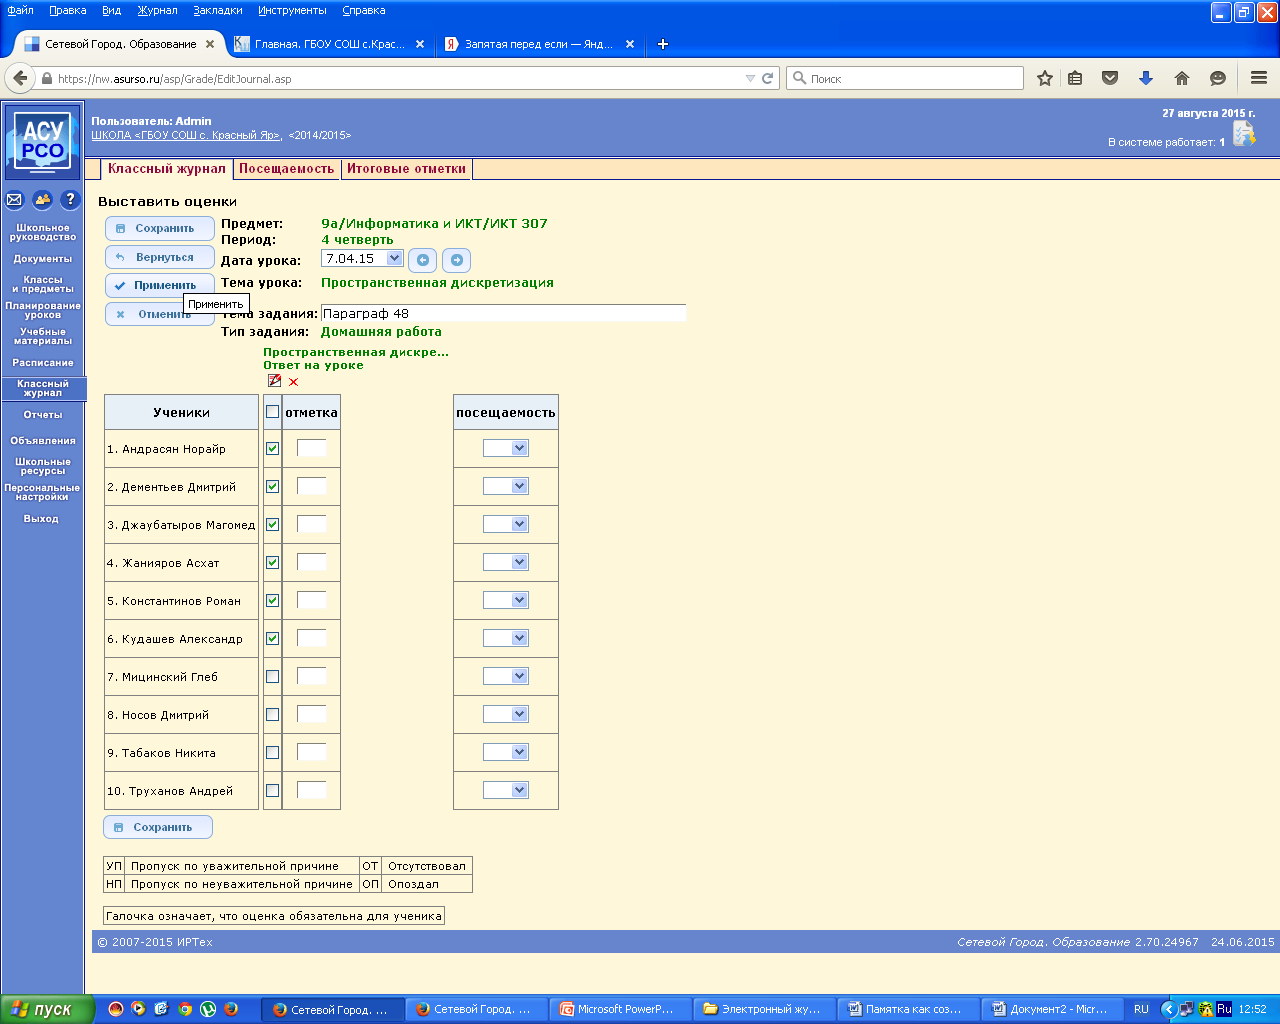 Файл Правка Вид Журнал Закладки Инструменты Справка
Сетевой Город. Образование Главная. ГБОУ СОШ с.Крас... Запятая перед если — Янд...
https://nw.asurso.ru/asp/Grade/EditJournal.asp Поиск
АСУ РСО
Пользователь: Admin
ШКОЛА «ГБОУ СОШ с. Красный Яр», <2014/2015>
27 августа 2015 г.
В системе работает: 1
Классный журнал Посещаемость Итоговые отметки
Школьное руководство
Документы
Классы и предметы
Планирование уроков
Учебные материалы
Расписание
Классный журнал
Отчеты
Объявления
Школьные ресурсы
Персональные настройки
Выход
Выставить оценки
Сохранить
Вернуться
Применить
Применить
Отменить
Предмет: 9а/Информатика и ИКТ/ИКТ 307
Период: 4 четверть
Дата урока: 7.04.15
Тема урока: Пространственная дискретизация
Тема задания: Параграф 48
Тип задания: Домашняя работа
Пространственная дискре...
Ответ на уроке
Ученики отметка посещаемость
1. Андрасян Норайр
2. Дементьев Дмитрий
3. Джаубатыров Магомед
4. Жанияров Асхат
5. Константинов Роман
6. Кудашев Александр
7. Мицинский Глеб
8. Носов Дмитрий
9. Табаков Никита
10. Труханов Андрей
Сохранить
УП Пропуск по уважительной причине ОТ Отсутствовал
НП Пропуск по неуважительной причине ОП Опоздал
Галочка означает, что оценка обязательна для ученика
© 2007-2015 ИРТех Сетевой Город. Образование 2.70.24967 24.06.2015
пуск Сетевой Город. ... Сетевой Город. ... Microsoft PowerP... Электронный жу... Памятка как соз... Документ2 - Micr... RU Ru 12:52